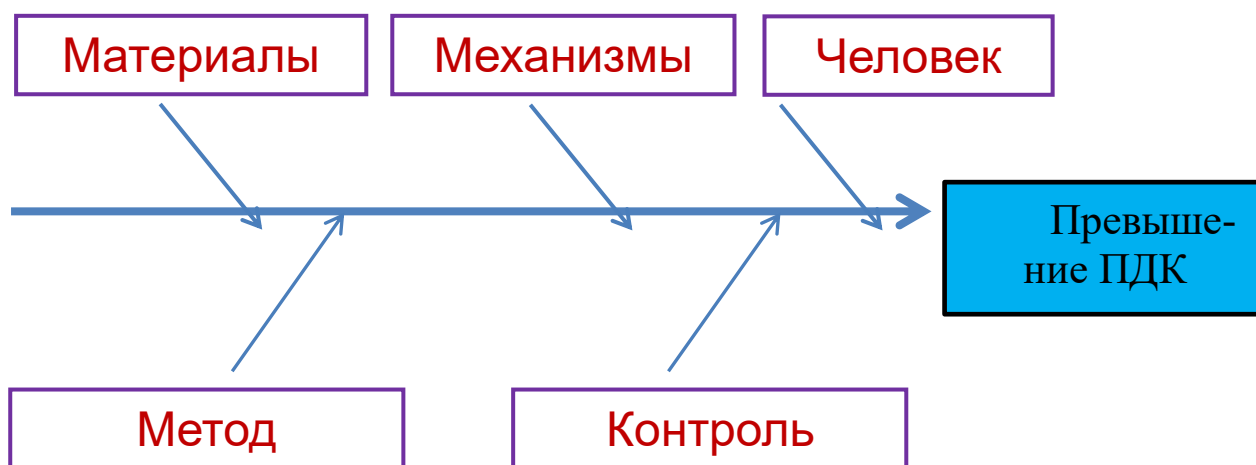 Материалы
Механизмы
Человек
Превыше-
ние ПДК
Метод
Контроль